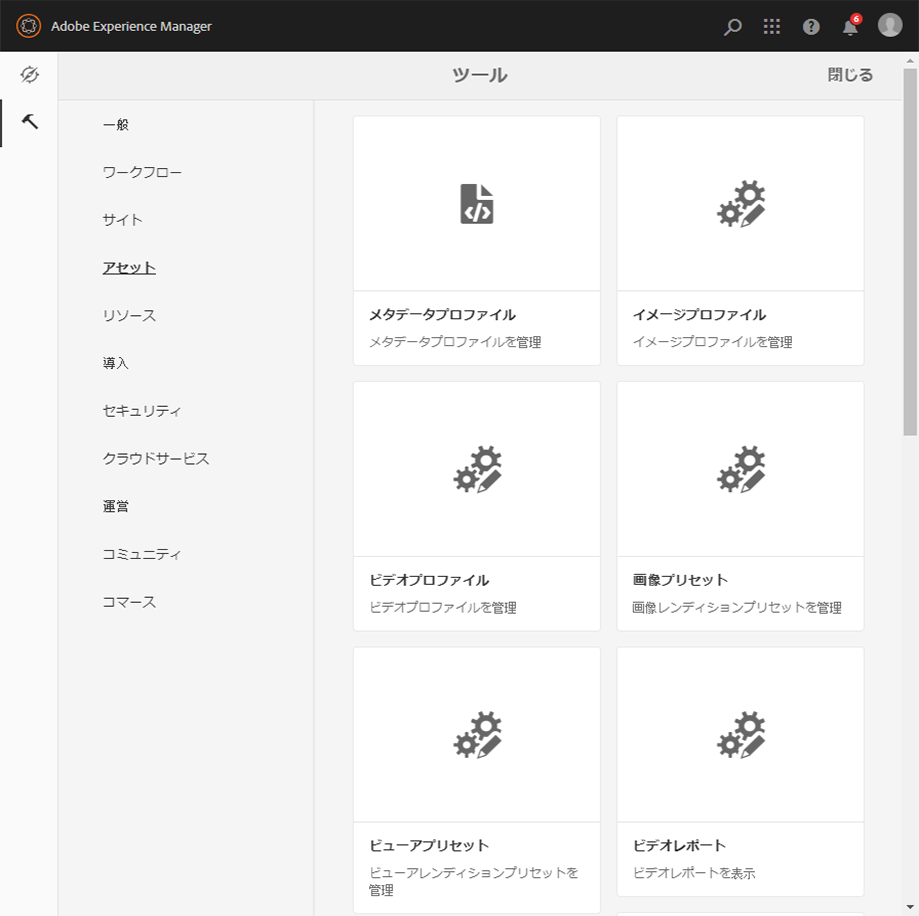 Adobe Experience Manager
6
ツール
閉じる
一般
ワークフロー
サイト
アセット
リソース
導入
セキュリティ
クラウドサービス
運営
コミュニティ
コマース
メタデータプロファイル
メタデータプロファイルを管理
イメージプロファイル
イメージプロファイルを管理
ビデオプロファイル
ビデオプロファイルを管理
画像プリセット
画像レンディションプリセットを管理
ビューアプリセット
ビューアレンディションプリセットを
管理
ビデオレポート
ビデオレポートを表示